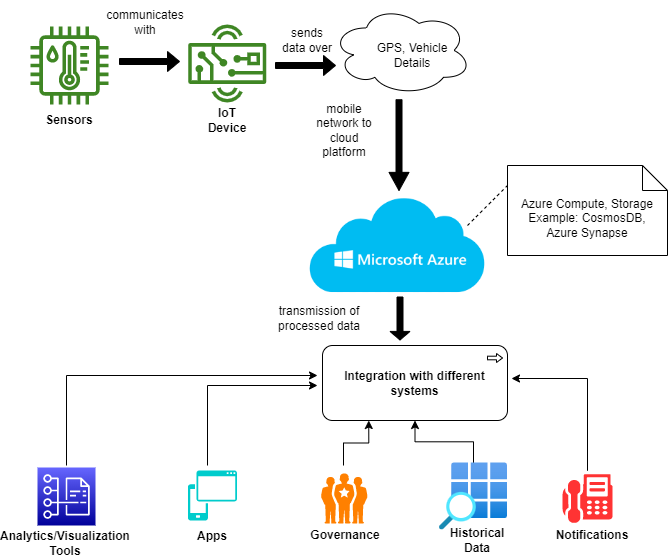 communicates
with
sends
data over
GPS, Vehicle
Details
Sensors
IoT
Device
mobile
network to
cloud
platform
Azure Compute, Storage
Example: CosmosDB,
Azure Synapse
Microsoft Azure
transmission of
processed data
Integration with different
systems
Analytics/Visualization
Tools
Apps
Governance
Historical
Data
Notifications